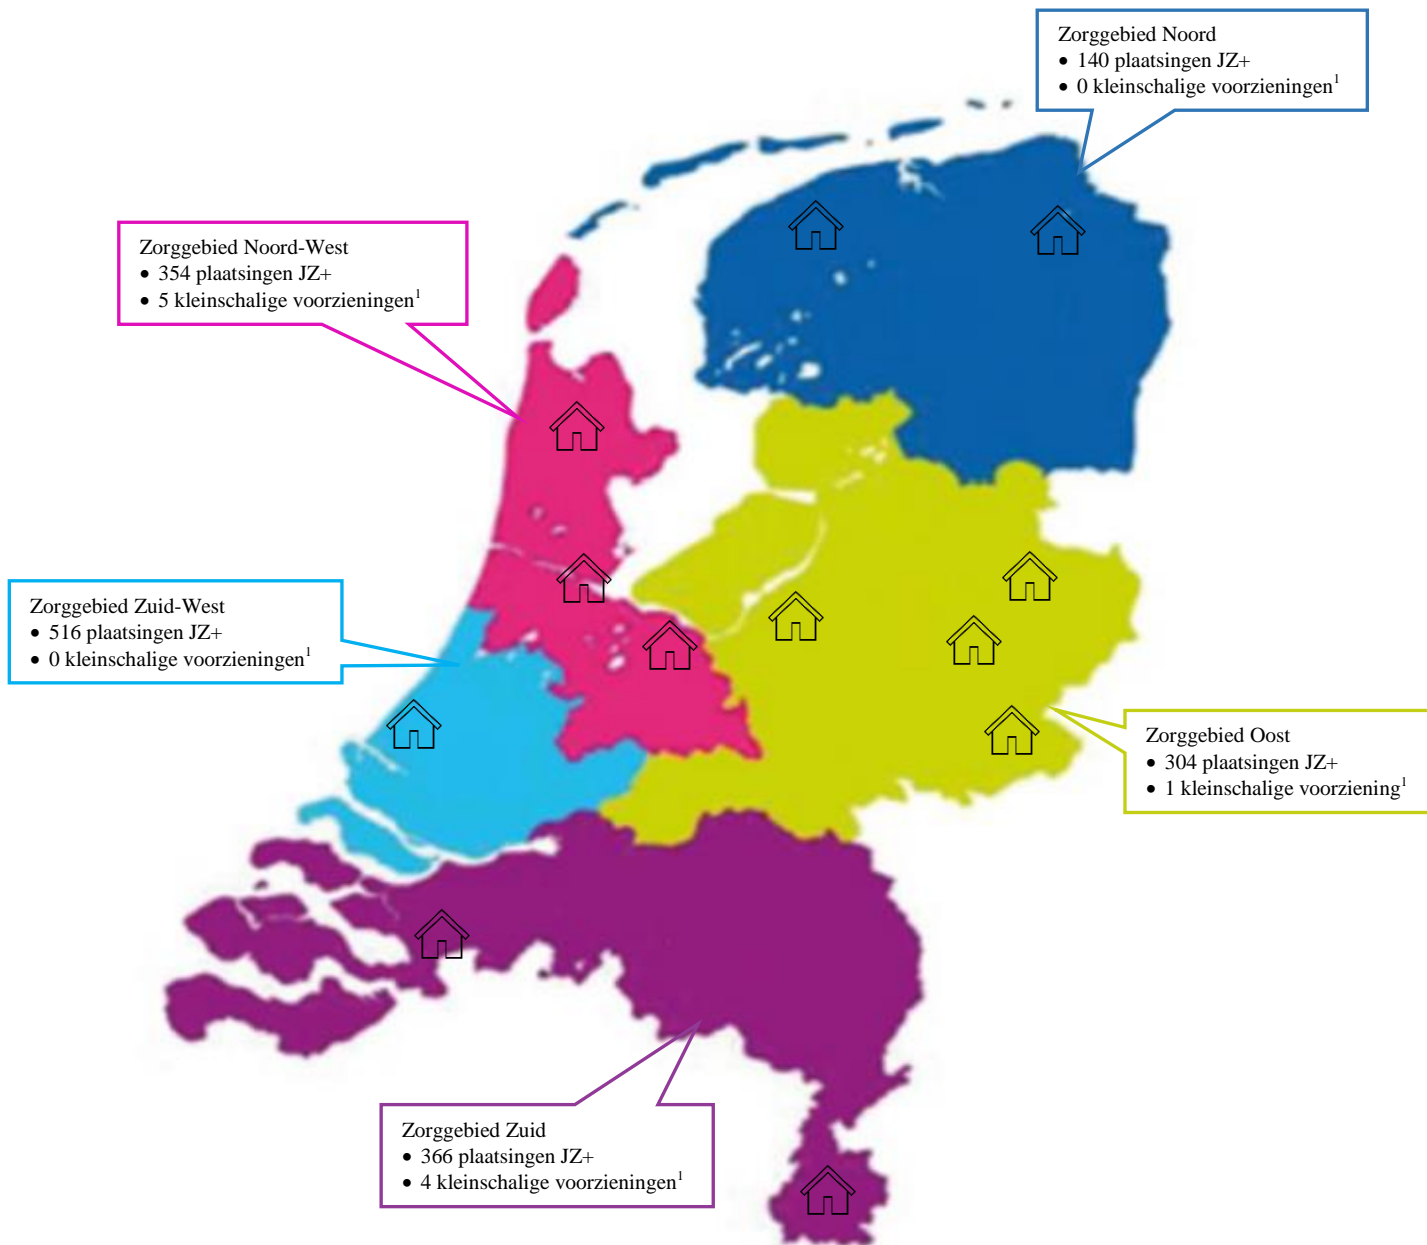 Zorggebied Noord
• 140 plaatsingen JZ+
• 0 kleinschalige voorzieningen¹
Zorggebied Noord-West
• 354 plaatsingen JZ+
• 5 kleinschalige voorzieningen¹
Zorggebied Zuid-West
• 516 plaatsingen JZ+
• 0 kleinschalige voorzieningen¹
Zorggebied Oost
• 304 plaatsingen JZ+
• 1 kleinschalige voorziening¹
Zorggebied Zuid
• 366 plaatsingen JZ+
• 4 kleinschalige voorzieningen¹